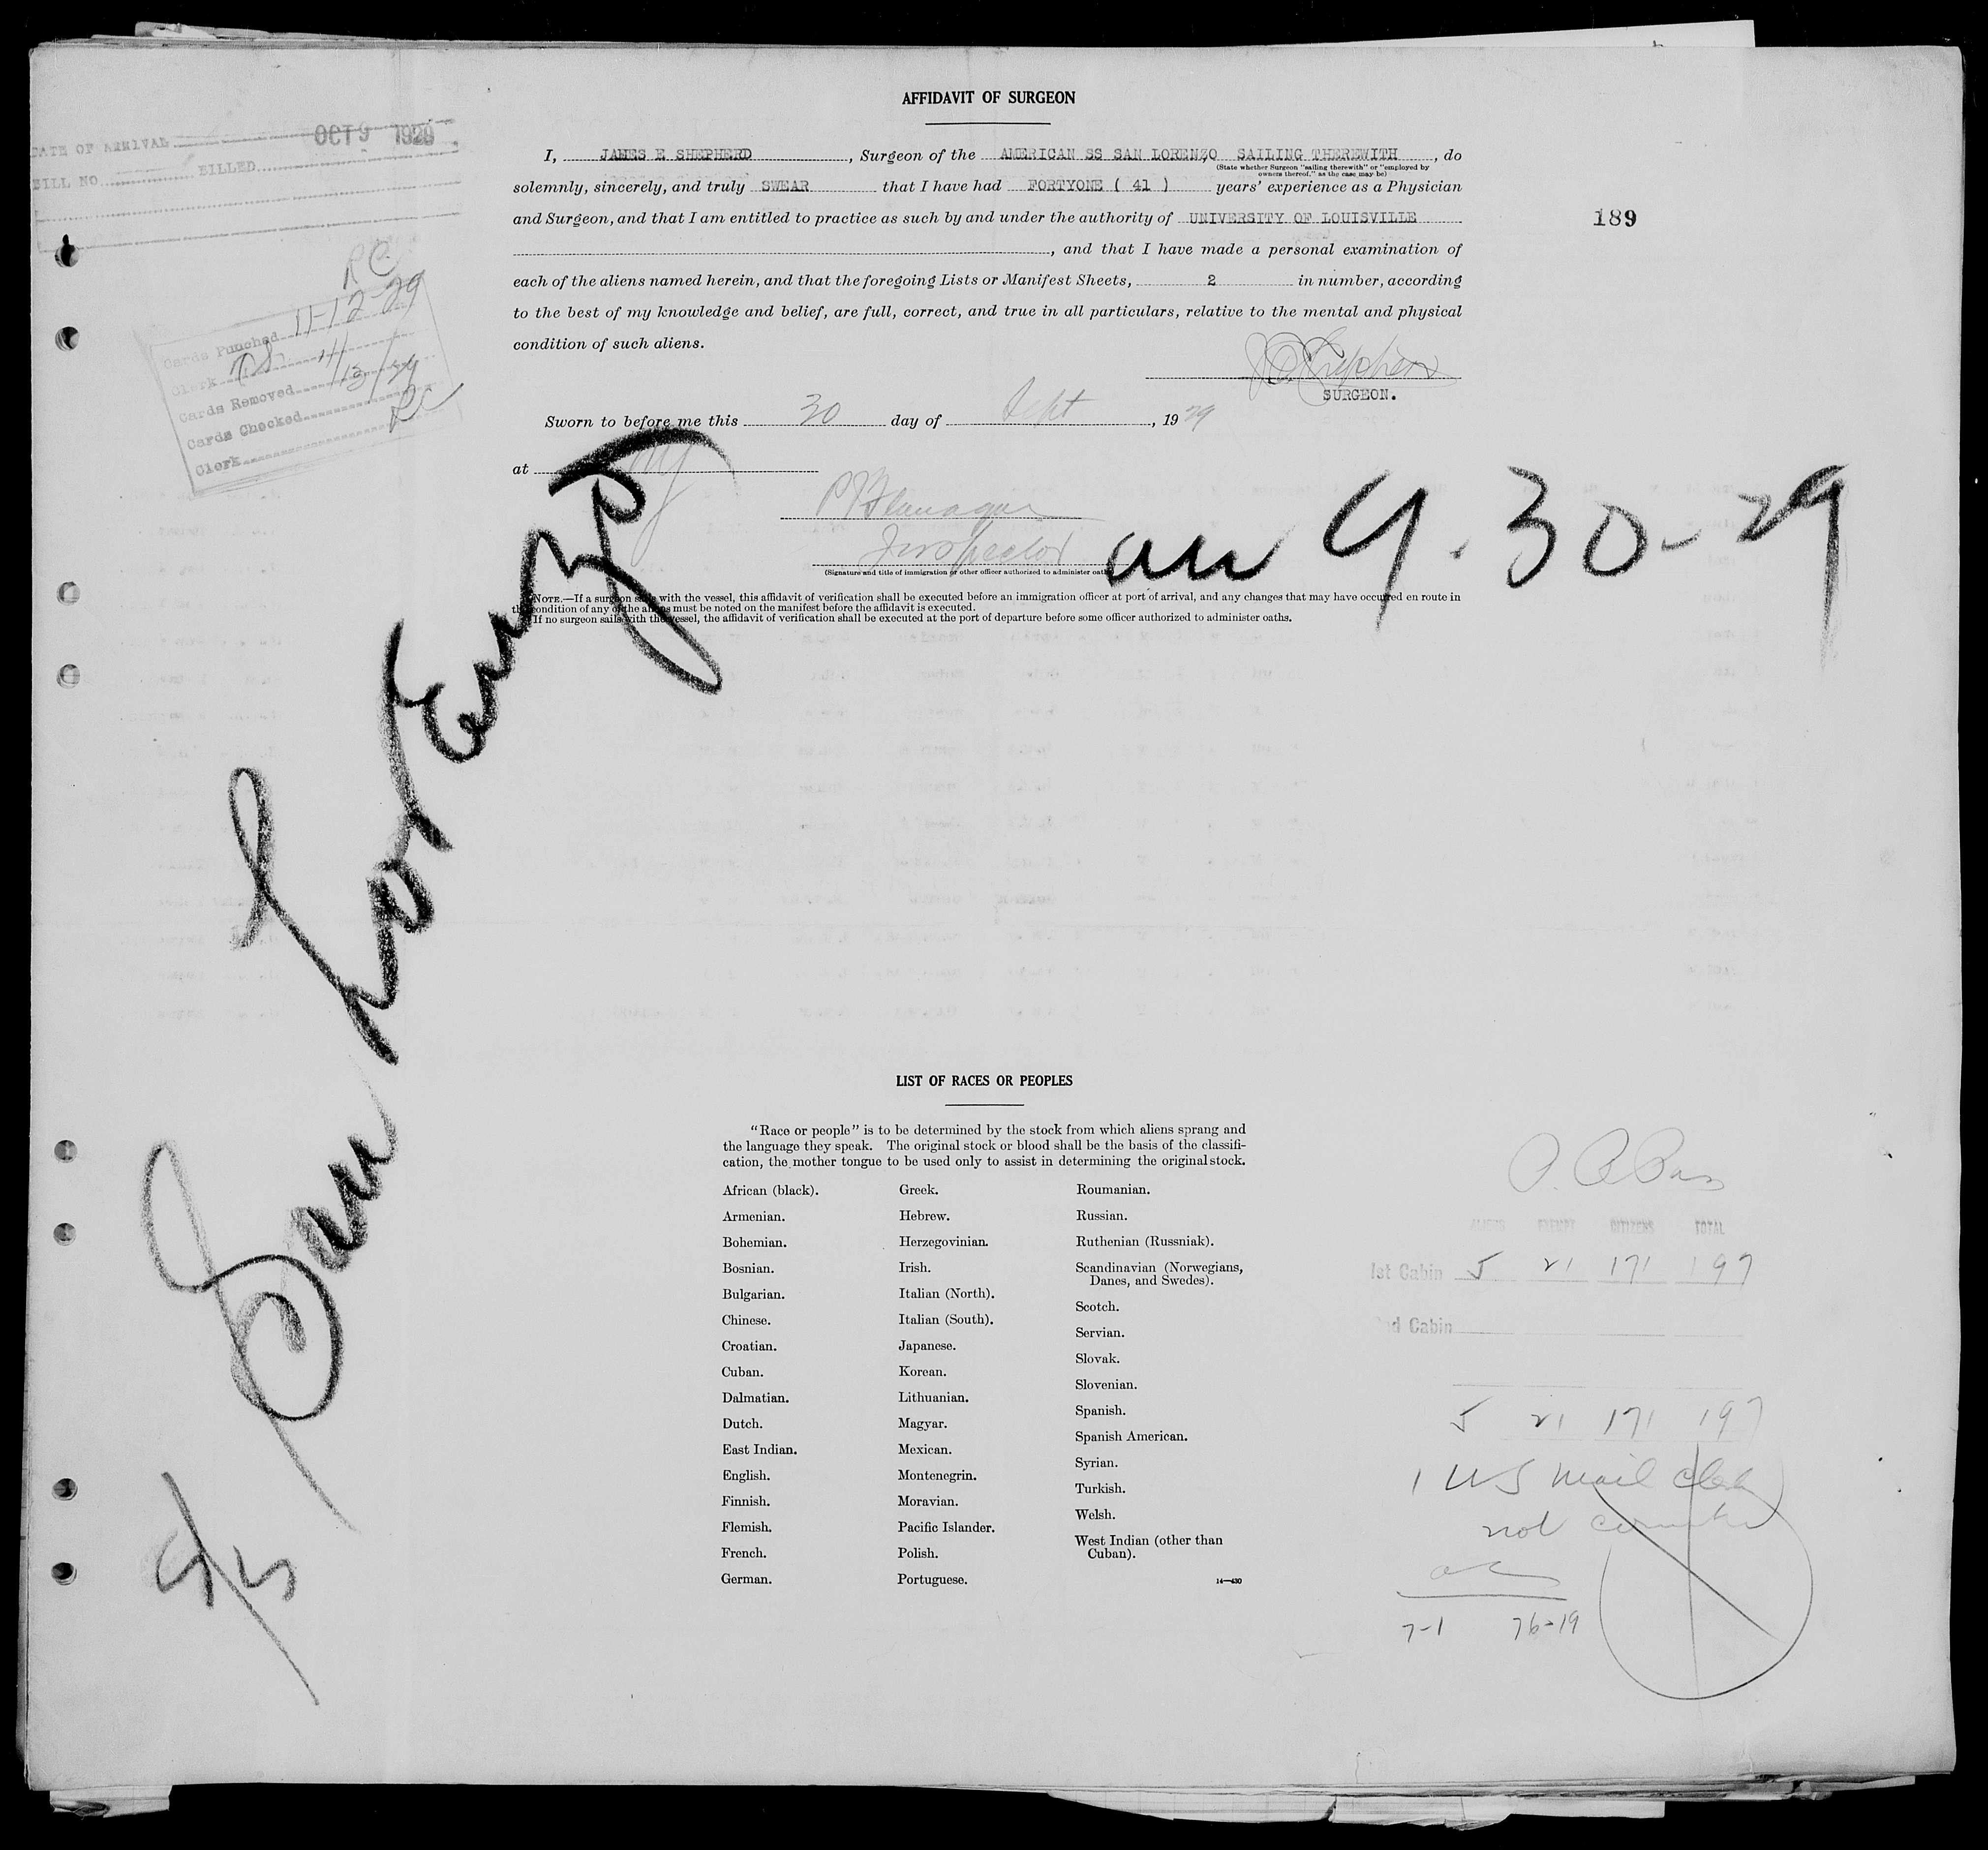 AFFIDAVIT OF SURGEON
DATE OF ARRIVAL OCT 9 1929
BILL NO. BILLED
I, JAMES E SHEPHERD, Surgeon of the AMERICAN SS SAN LORENZO SAILING THEREWITH, do
(State whether Surgeon "sailing therewith" or "employed by
owners thereof," as the case may be)
solemnly, sincerely, and truly SWEAR that I have had FORTYONE ( 41 ) years' experience as a Physician
and Surgeon, and that I am entitled to practice as such by and under the authority of UNIVERSITY OF LOUISVILLE
189
, and that I have made a personal examination of
each of the aliens named herein, and that the foregoing Lists or Manifest Sheets, 2 in number, according
to the best of my knowledge and belief, are full, correct, and true in all particulars, relative to the mental and physical
condition of such aliens.
SURGEON.
RC
Cards Punched 11-12-29
Clerk
Cards Removed 11/13/29
Cards Checked RC
Clerk
Sworn to before me this 30 day of Sept, 1929
at NY
P Flanagan
Inspector
(Signature and title of immigration or other officer authorized to administer oaths)
arr 9.30-29
San Lorenzo
NOTE.—If a surgeon sails with the vessel, this affidavit of verification shall be executed before an immigration officer at port of arrival, and any changes that may have occurred en route in
the condition of any of the aliens must be noted on the manifest before the affidavit is executed.
If no surgeon sails with the vessel, the affidavit of verification shall be executed at the port of departure before some officer authorized to administer oaths.
S/S
LIST OF RACES OR PEOPLES
"Race or people" is to be determined by the stock from which aliens sprang and
the language they speak. The original stock or blood shall be the basis of the classifi-
cation, the mother tongue to be used only to assist in determining the original stock.
African (black).
Armenian.
Bohemian.
Bosnian.
Bulgarian.
Chinese.
Croatian.
Cuban.
Dalmatian.
Dutch.
East Indian.
English.
Finnish.
Flemish.
French.
German.
Greek.
Hebrew.
Herzegovinian.
Irish.
Italian (North).
Italian (South).
Japanese.
Korean.
Lithuanian.
Magyar.
Mexican.
Montenegrin.
Moravian.
Pacific Islander.
Polish.
Portuguese.
Roumanian.
Russian.
Ruthenian (Russniak).
Scandinavian (Norwegians,
Danes, and Swedes).
Scotch.
Servian.
Slovak.
Slovenian.
Spanish.
Spanish American.
Syrian.
Turkish.
Welsh.
West Indian (other than
Cuban).
14—430
ALIENS EXEMPT CITIZENS TOTAL
1st Cabin 5 21 171 197
2nd Cabin
5 21 171 197
1 US mail clerk
not
7-1 76-19